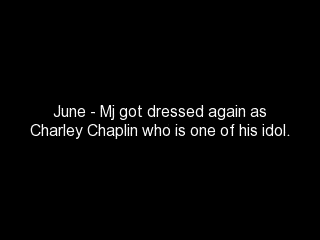 June - Mj got dressed again as
Charley Chaplin who is one of his idol.